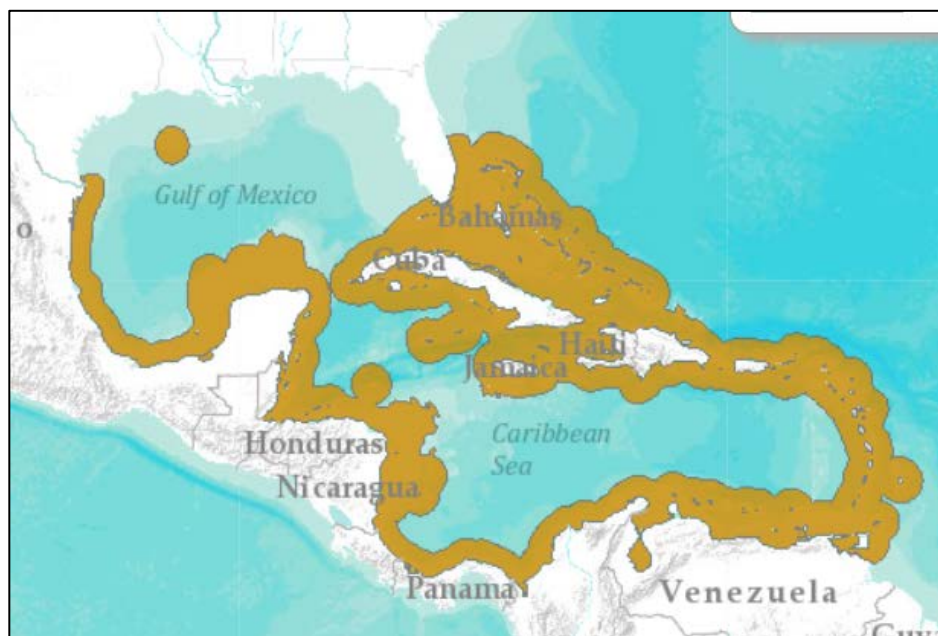 Gulf of Mexico
o
Bahamas
Cuba
Haiti
Jamaica
Caribbean
Sea
Honduras
Nicaragua
Panama
Venezuela